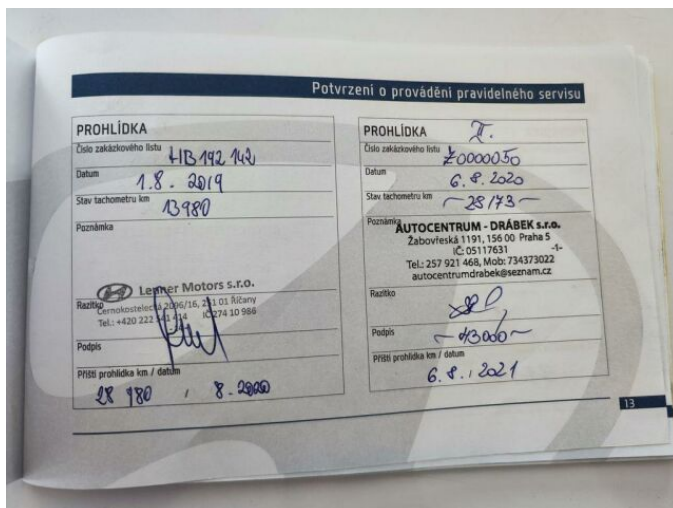 Potvrzení o provádění pravidelného servisu
PROHLÍDKA
Číslo zakázkového listu
HB192142
Datum
1.8. 2019
Stav tachometru km
13980
Poznámka
Lepner Motors s.r.o.
Razítko
Černokostelecká 2096/16, 251 01 Říčany
Tel.: +420 222 541 414 IČ 274 10 986
Podpis
Příští prohlídka km / datum
28 980 , 8. 2020
PROHLÍDKA II.
Číslo zakázkového listu
Z0000050
Datum
6. 8. 2020
Stav tachometru km
~ 28173 ~
Poznámka
AUTOCENTRUM - DRÁBEK s.r.o.
Žabovřeská 1191, 156 00 Praha 5
IČ: 05117631 -1-
Tel.: 257 921 468, Mob: 734373022
autocentrumdrabek@seznam.cz
Razítko
Podpis
~ 43000 ~
Příští prohlídka km / datum
6. 8. 2021
13